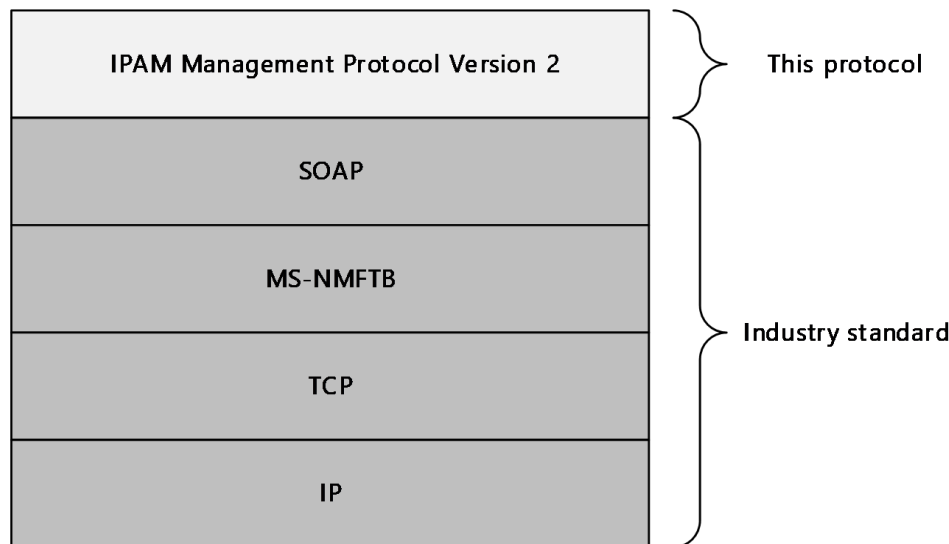 IPAM Management Protocol Version 2
This protocol
SOAP
MS-NMFTB
Industry standard
TCP
IP